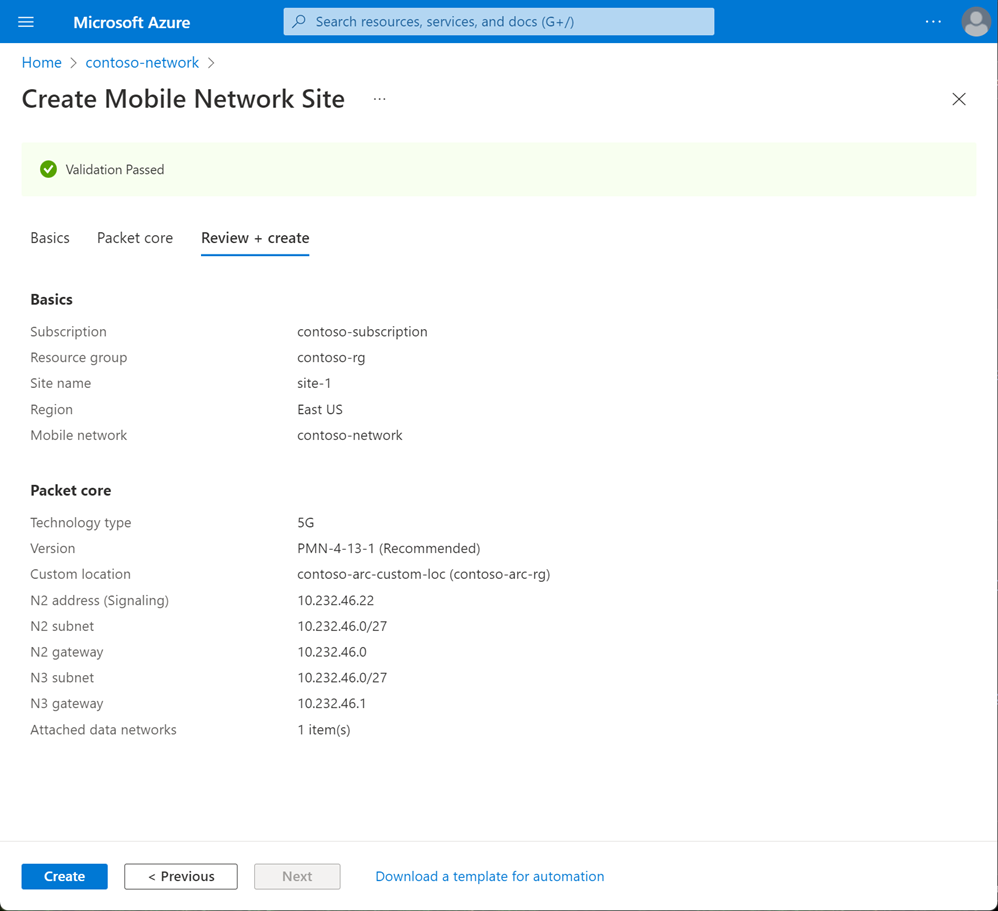 Microsoft Azure
Search resources, services, and docs (G+/)
Home > contoso-network >
Create Mobile Network Site
Validation Passed
Basics Packet core Review + create
Basics
Subscription contoso-subscription
Resource group contoso-rg
Site name site-1
Region East US
Mobile network contoso-network
Packet core
Technology type 5G
Version PMN-4-13-1 (Recommended)
Custom location contoso-arc-custom-loc (contoso-arc-rg)
N2 address (Signaling) 10.232.46.22
N2 subnet 10.232.46.0/27
N2 gateway 10.232.46.0
N3 subnet 10.232.46.0/27
N3 gateway 10.232.46.1
Attached data networks 1 item(s)
Create < Previous Next Download a template for automation